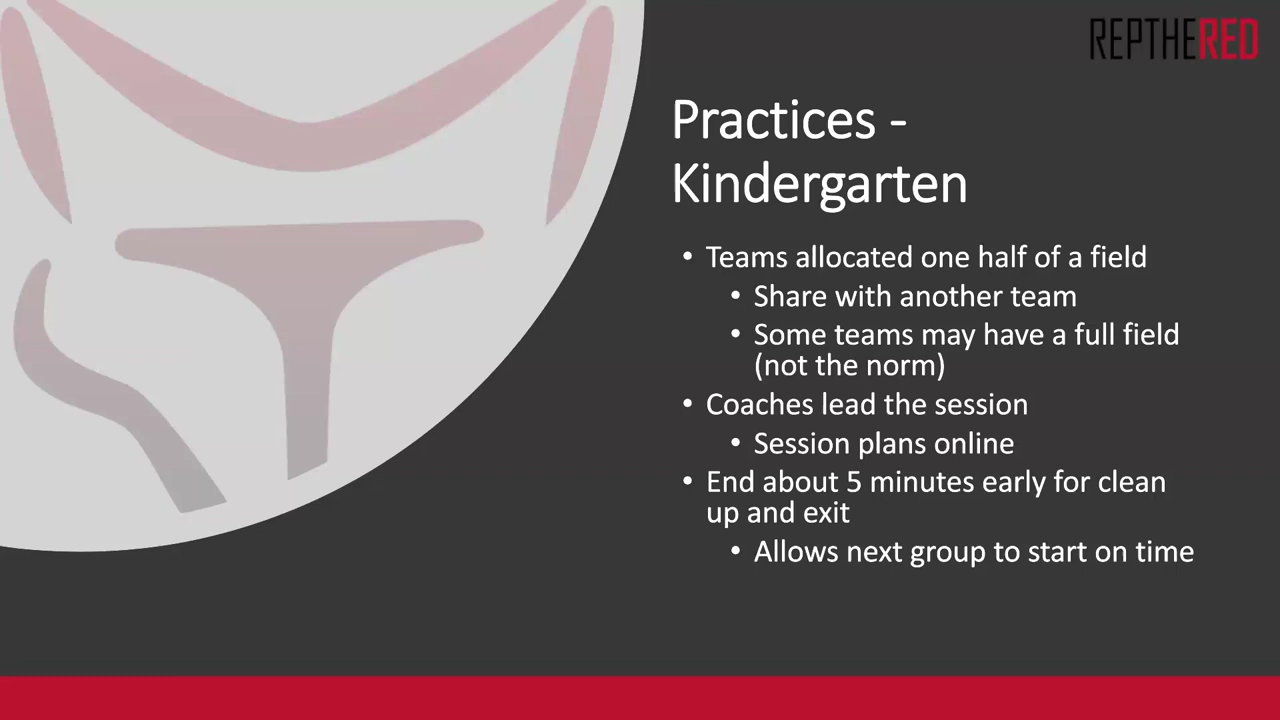 REPTHERED
Practices -
Kindergarten
• Teams allocated one half of a field
• Share with another team
• Some teams may have a full field
(not the norm)
• Coaches lead the session
• Session plans online
• End about 5 minutes early for clean
up and exit
• Allows next group to start on time